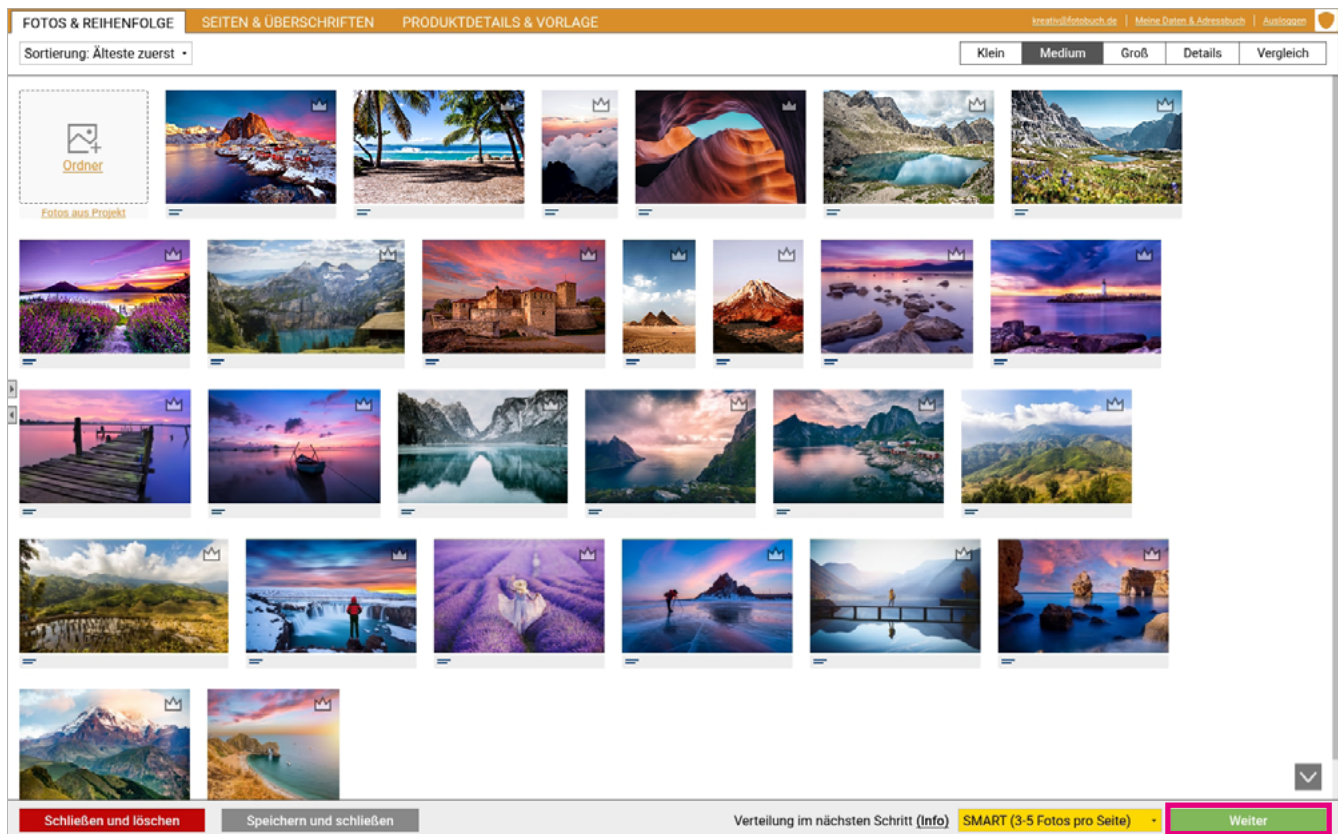 FOTOS & REIHENFOLGE SEITEN & ÜBERSCHRIFTEN PRODUKTDETAILS & VORLAGE kreativ@fotobuch.de | Meine Daten & Adressbuch | Ausloggen
Sortierung: Älteste zuerst Klein Medium Groß Details Vergleich
Ordner
Fotos aus Projekt
Schließen und löschen Speichern und schließen Verteilung im nächsten Schritt (Info) SMART (3-5 Fotos pro Seite) Weiter